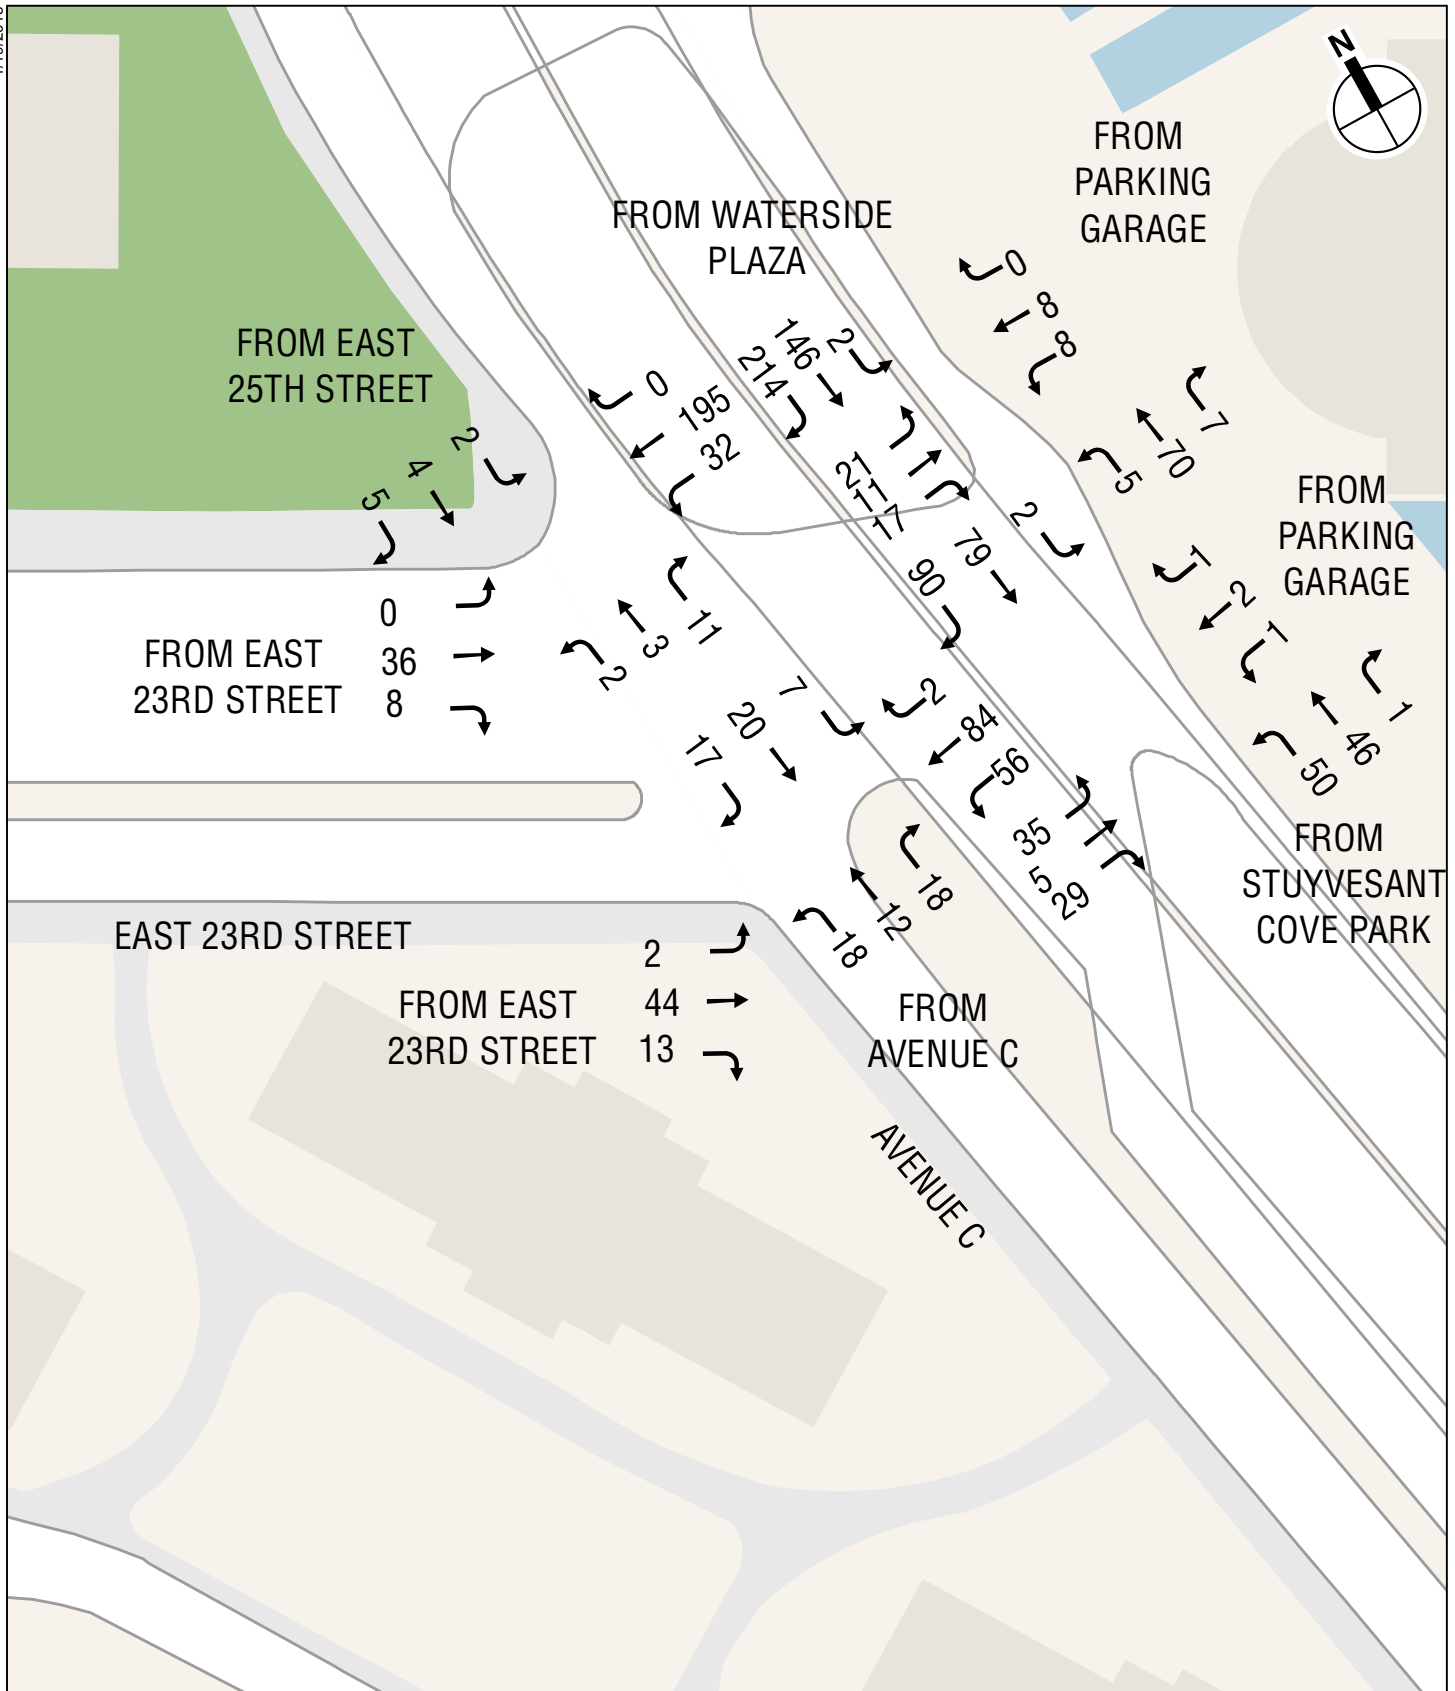 N
FROM
PARKING
GARAGE
FROM WATERSIDE
PLAZA
0
8
8
FROM EAST
25TH STREET
2
4
5
0
195
32
214
146
2
7
70
5
21
11
17
90
79
2
FROM
PARKING
GARAGE
1
2
1
1
46
50
0
FROM EAST
36
23RD STREET
8
2
3
11
17
20
7
2
84
56
35
5
29
FROM
STUYVESANT
COVE PARK
18
12
18
EAST 23RD STREET
2
FROM EAST
44
23RD STREET
13
FROM
AVENUE C
AVENUE C